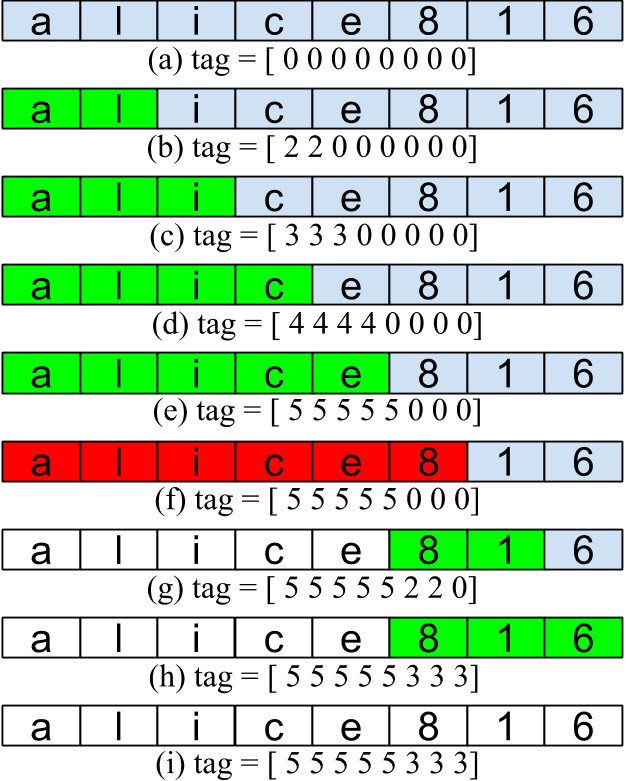 a l i c e 8 1 6
(a) tag = [ 0 0 0 0 0 0 0 0]
a l i c e 8 1 6
(b) tag = [ 2 2 0 0 0 0 0 0]
a l i c e 8 1 6
(c) tag = [ 3 3 3 0 0 0 0 0]
a l i c e 8 1 6
(d) tag = [ 4 4 4 4 0 0 0 0]
a l i c e 8 1 6
(e) tag = [ 5 5 5 5 5 0 0 0]
a l i c e 8 1 6
(f) tag = [ 5 5 5 5 5 0 0 0]
a l i c e 8 1 6
(g) tag = [ 5 5 5 5 5 2 2 0]
a l i c e 8 1 6
(h) tag = [ 5 5 5 5 5 3 3 3]
a l i c e 8 1 6
(i) tag = [ 5 5 5 5 5 3 3 3]